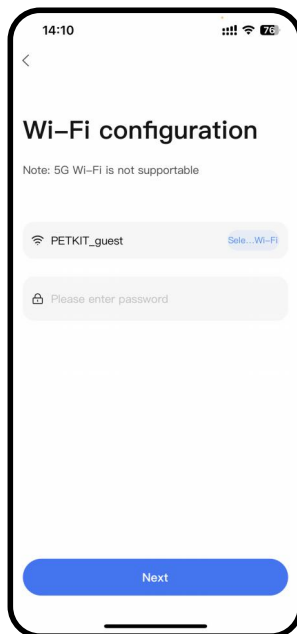 14:10
76
Wi-Fi configuration
Note: 5G Wi-Fi is not supportable
PETKIT_guest
Sele...Wi-Fi
Please enter password
Next